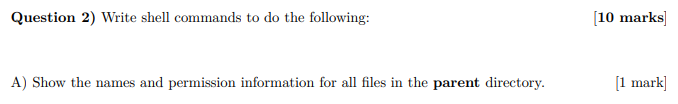 Question 2) Write shell commands to do the following: [10 marks]
A) Show the names and permission information for all files in the parent directory. [1 mark]